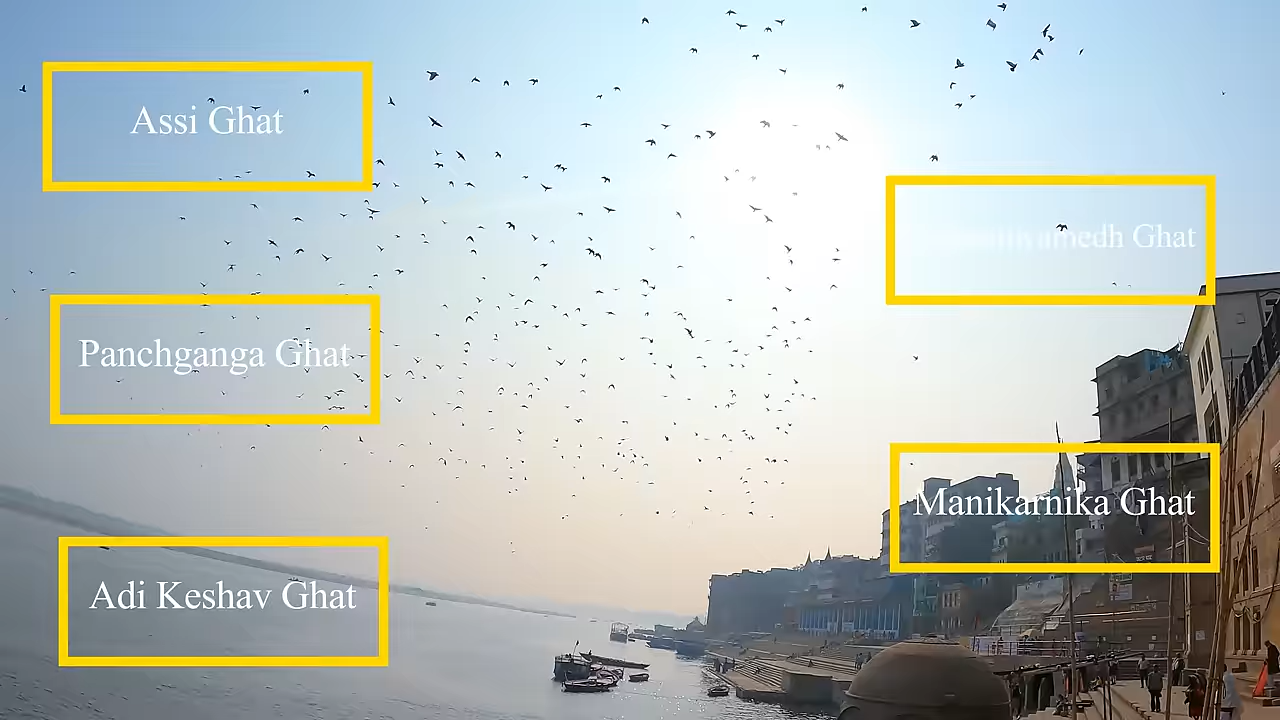 Assi Ghat
Ghat
Panchganga Ghat
Manikarnika Ghat
Adi Keshav Ghat